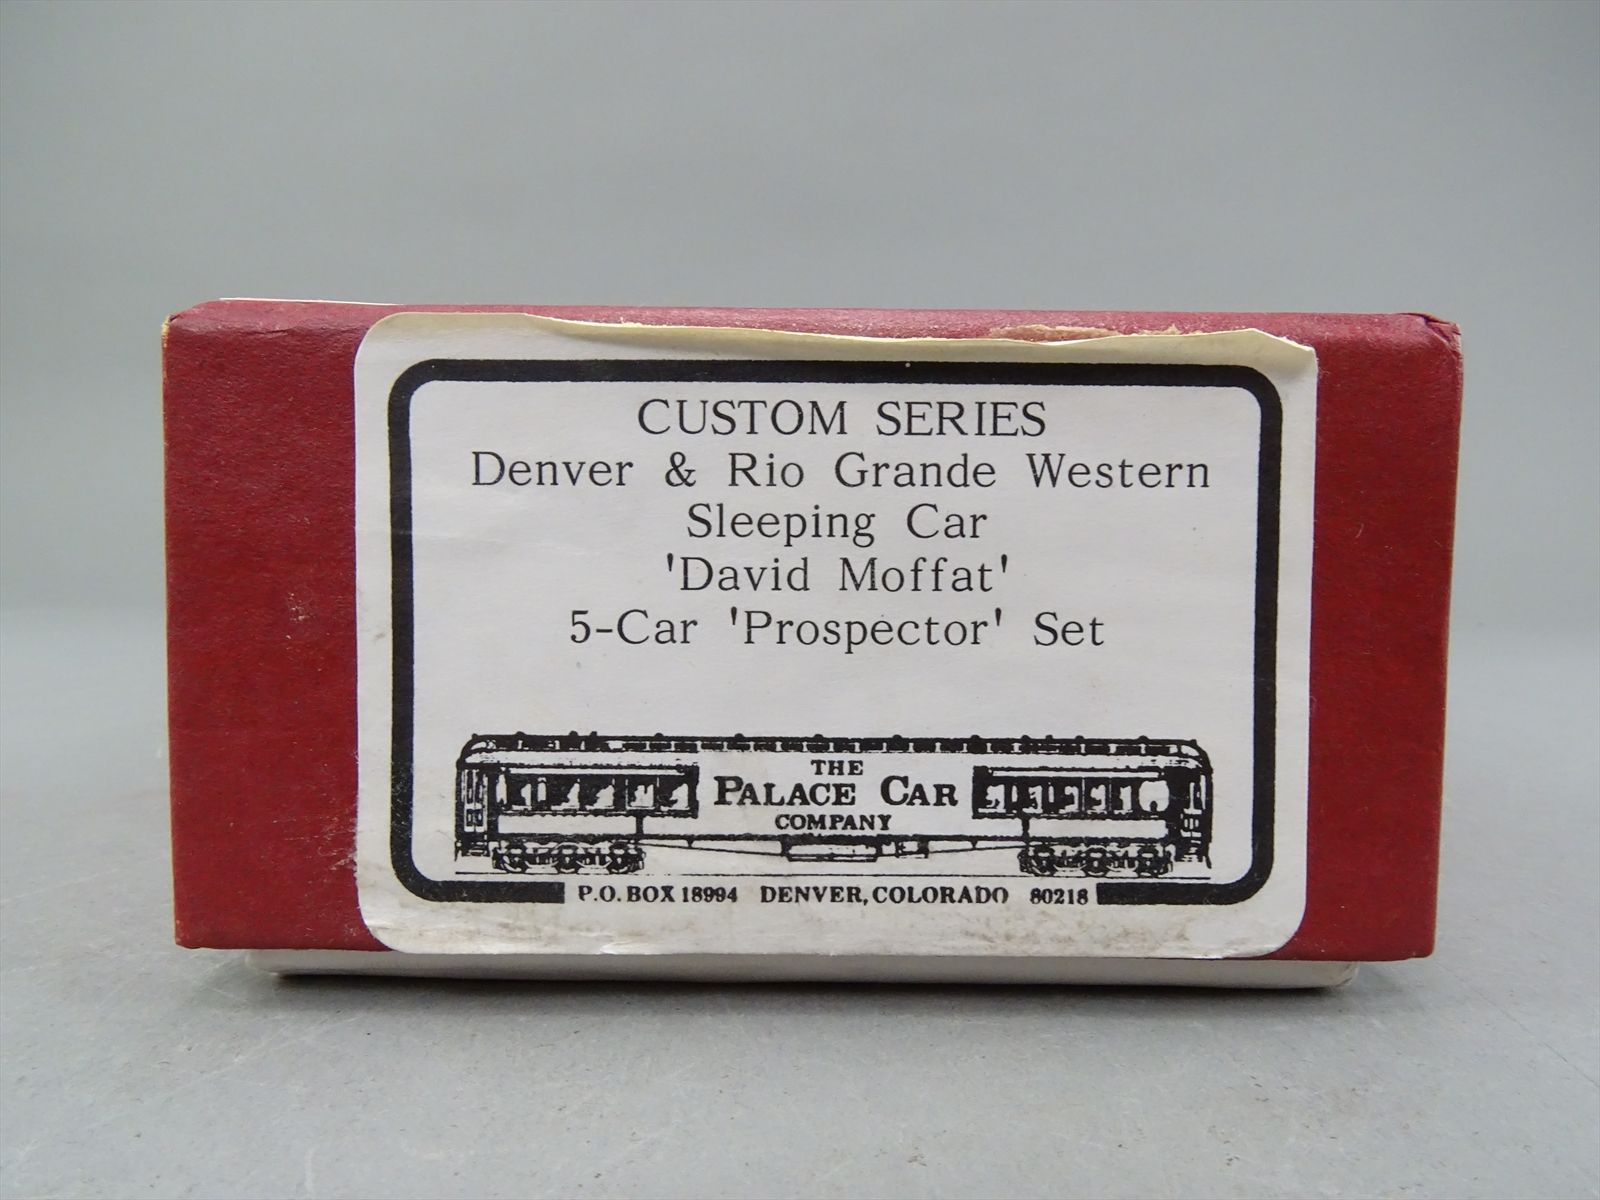 CUSTOM SERIES
Denver & Rio Grande Western
Sleeping Car
'David Moffat'
5-Car 'Prospector' Set
THE
PALACE CAR
COMPANY
P.O. BOX 18994 DENVER, COLORADO 80218